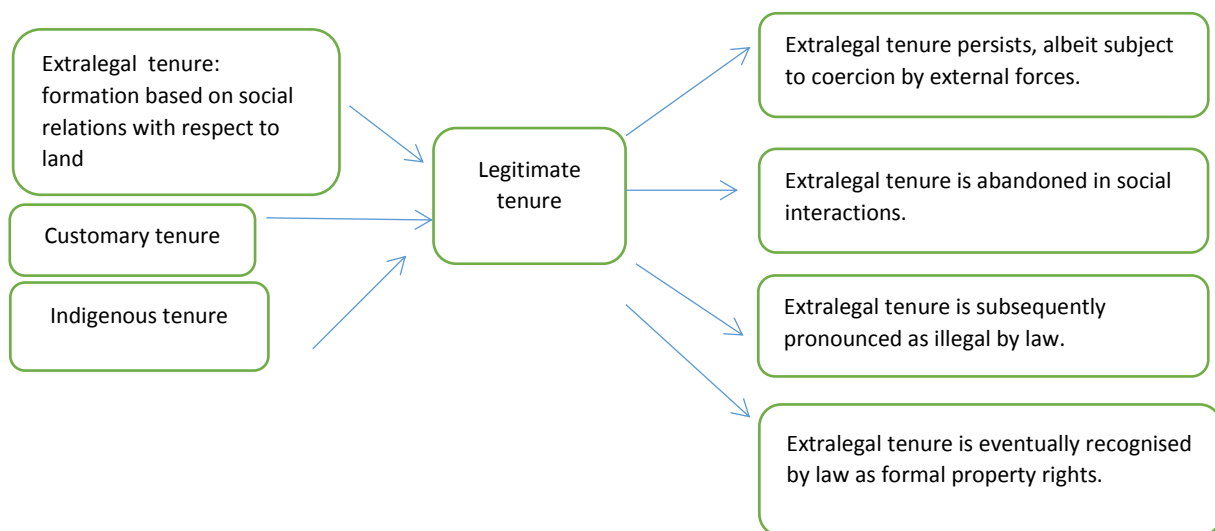 Extralegal tenure:
formation based on social
relations with respect to
land
Customary tenure
Indigenous tenure
Legitimate
tenure
Extralegal tenure persists, albeit subject
to coercion by external forces.
Extralegal tenure is abandoned in social
interactions.
Extralegal tenure is subsequently
pronounced as illegal by law.
Extralegal tenure is eventually recognised
by law as formal property rights.